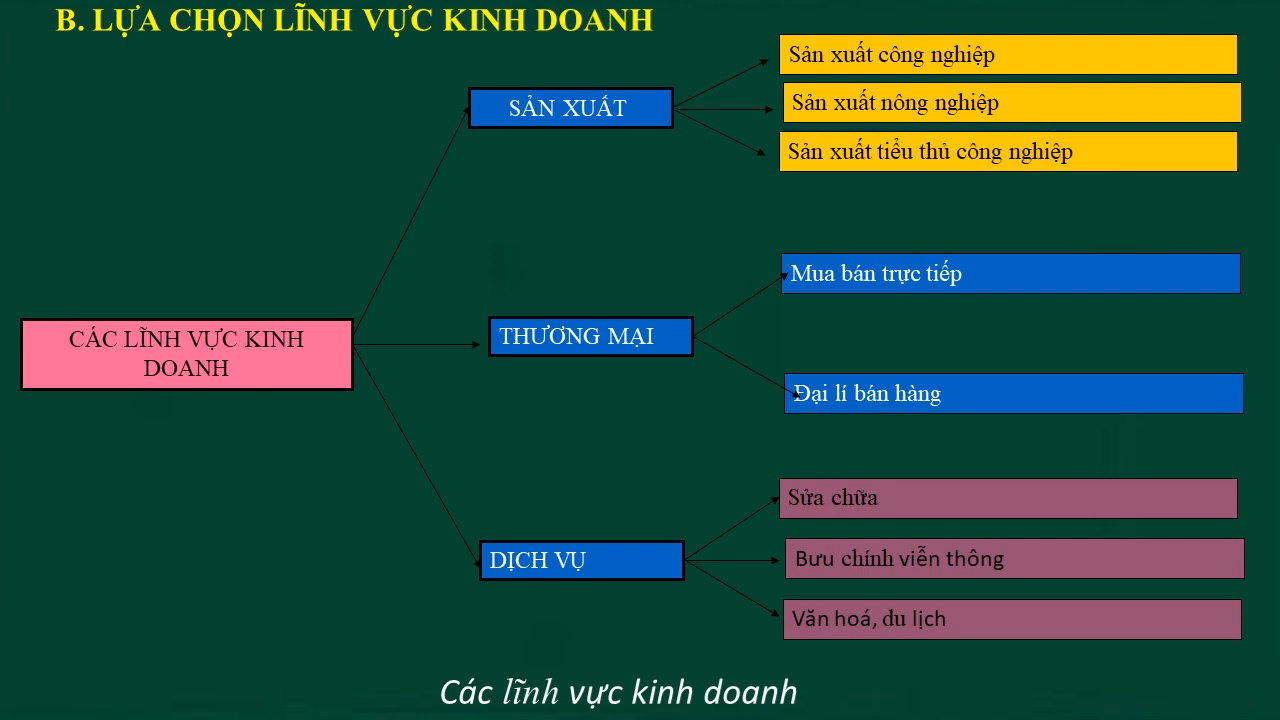 B. LỰA CHỌN LĨNH VỰC KINH DOANH
CÁC LĨNH VỰC KINH
DOANH
SẢN XUẤT
Sản xuất công nghiệp
Sản xuất nông nghiệp
Sản xuất tiểu thủ công nghiệp
THƯƠNG MẠI
Mua bán trực tiếp
Đại lí bán hàng
DỊCH VỤ
Sửa chữa
Bưu chính viễn thông
Văn hoá, du lịch
Các lĩnh vực kinh doanh